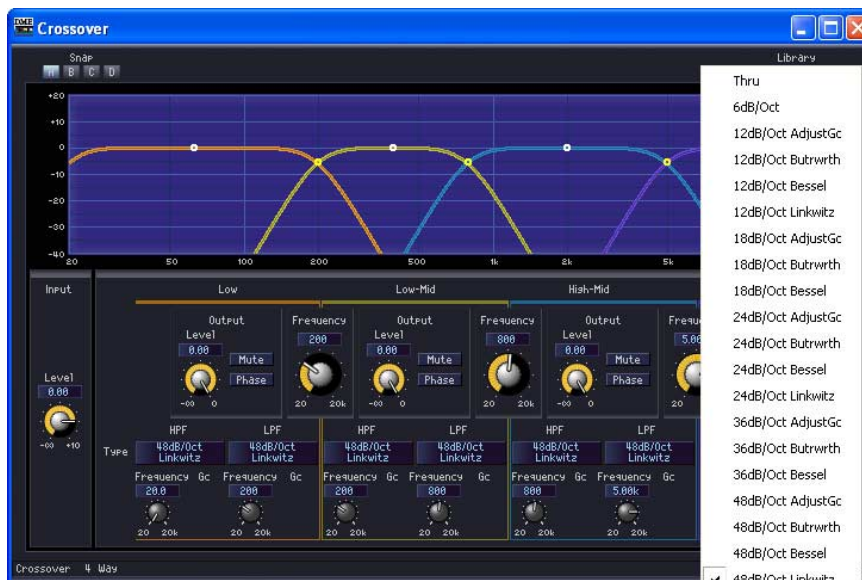 DME
Crossover
Snap
Library
A B C D
+20
+10
0
-10
-20
-30
-40
20 50 100 200 500 1k 2k 5k
Input
Low Low-Mid High-Mid
Output Frequency Output Frequency Output
Level 200 Level 800 Level 5.00
0.00 Mute 0.00 Mute 0.00 Mute
Phase Phase Phase
-∞ 0 20 20k -∞ 0 20 20k -∞ 0 20
Level
0.00
-∞ +10
HPF LPF HPF LPF HPF LPF
Type 48dB/Oct Linkwitz 48dB/Oct Linkwitz 48dB/Oct Linkwitz 48dB/Oct Linkwitz 48dB/Oct Linkwitz 48dB/Oct Linkwitz
Frequency Gc Frequency Gc Frequency Gc Frequency Gc Frequency Gc Frequency Gc
20.0 200 200 800 800 5.00k
20 20k 20 20k 20 20k 20 20k 20 20k 20 20k
Crossover 4 Way
Thru
6dB/Oct
12dB/Oct AdjustGc
12dB/Oct Butrwrth
12dB/Oct Bessel
12dB/Oct Linkwitz
18dB/Oct AdjustGc
18dB/Oct Butrwrth
18dB/Oct Bessel
24dB/Oct AdjustGc
24dB/Oct Butrwrth
24dB/Oct Bessel
24dB/Oct Linkwitz
36dB/Oct AdjustGc
36dB/Oct Butrwrth
36dB/Oct Bessel
48dB/Oct AdjustGc
48dB/Oct Butrwrth
48dB/Oct Bessel
48dB/Oct Linkwitz